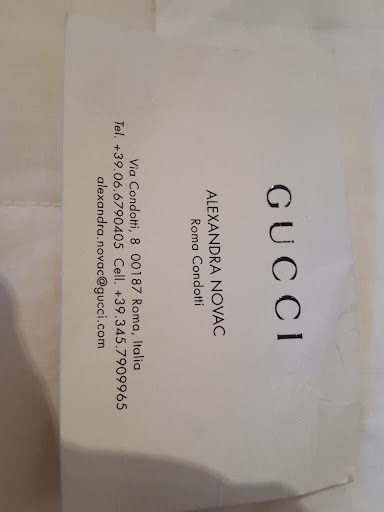 GUCCI
ALEXANDRA NOVAC
Roma Condotti
Via Condotti, 8 00187 Roma, Italia
Tel. +39.06.6790405 Cell. +39.345.7909965
alexandra.novac@gucci.com